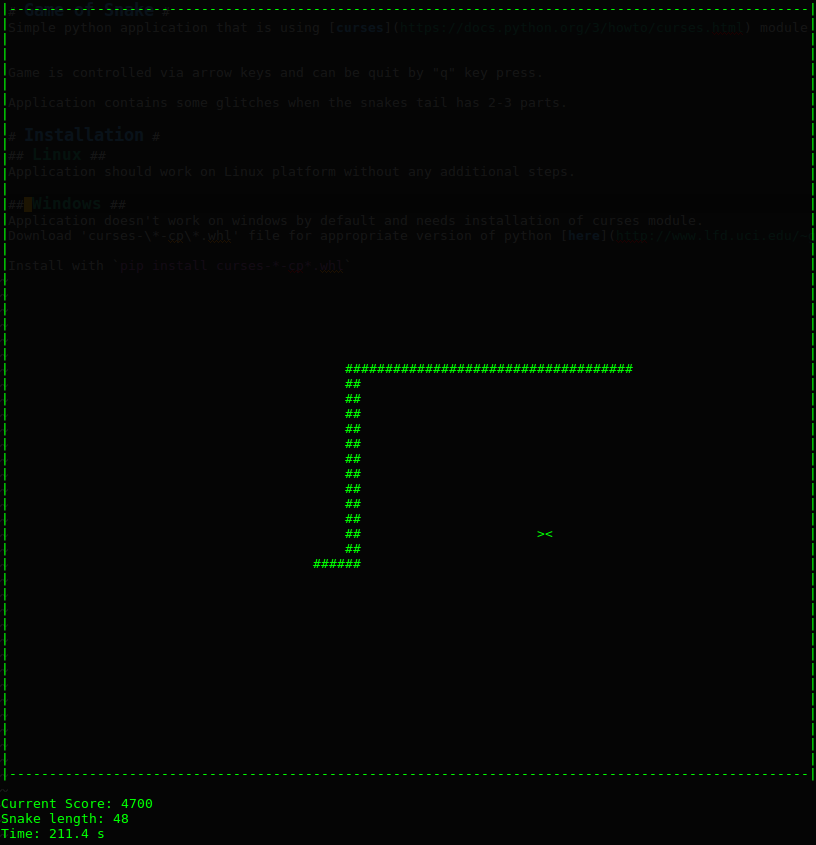 # Game of Snake #
Simple python application that is using [curses](https://docs.python.org/3/howto/curses.html) module
Game is controlled via arrow keys and can be quit by "q" key press.
Application contains some glitches when the snakes tail has 2-3 parts.
# Installation #
## Linux ##
Application should work on Linux platform without any additional steps.
## Windows ##
Application doesn't work on windows by default and needs installation of curses module.
Download 'curses-\*-cp\*.whl' file for appropriate version of python [here](http://www.lfd.uci.edu/~
Install with `pip install curses-*-cp*.whl`
><
Current Score: 4700
Snake length: 48
Time: 211.4 s